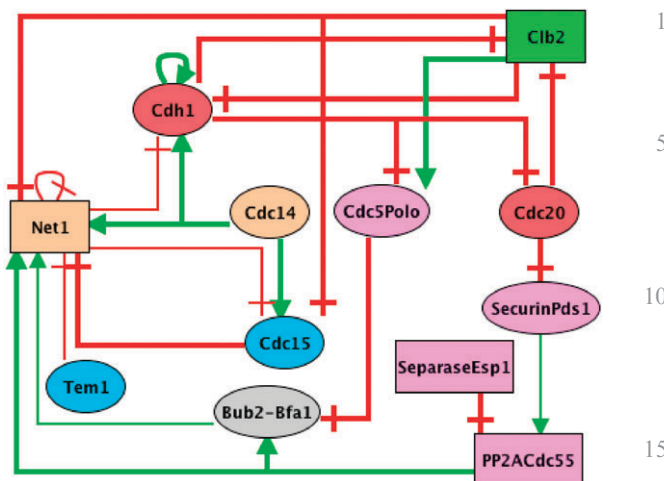 1
Clb2
Cdh1
5
Cdc14
Cdc5Polo
Cdc20
Net1
10
SecurinPds1
Cdc15
SeparaseEsp1
Tem1
Bub2-Bfa1
15
PP2ACdc55